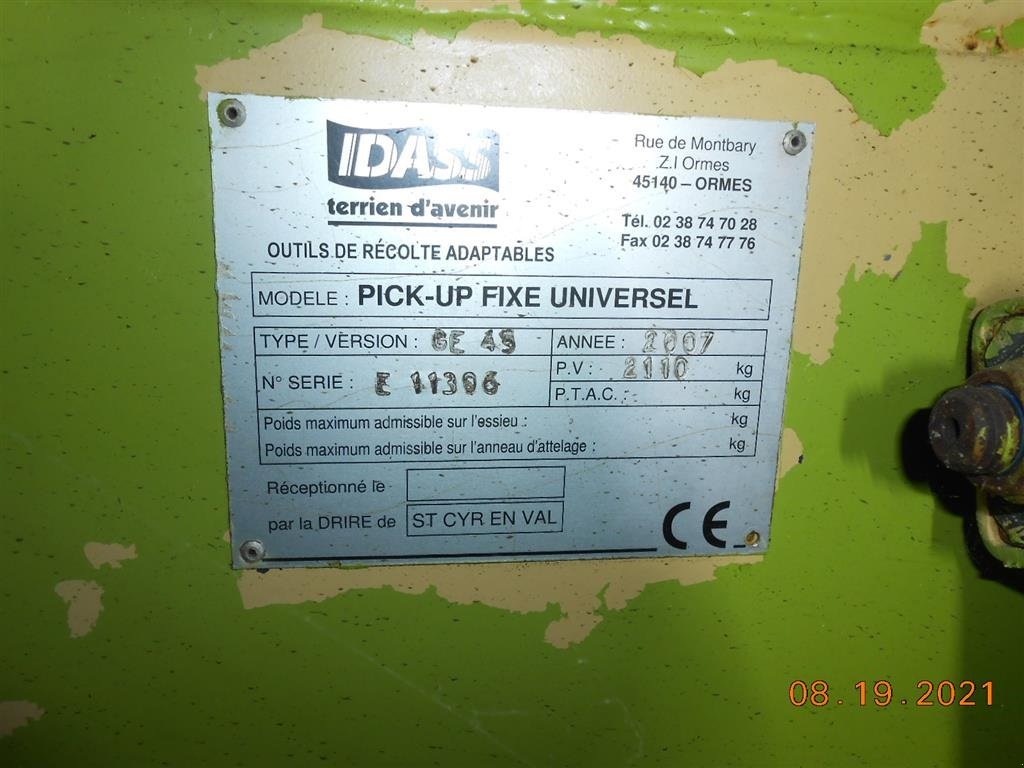 IDASS
terrien d'avenir
Rue de Montbary
Z.I Ormes
45140 – ORMES
Tél. 02 38 74 70 28
Fax 02 38 74 77 76
OUTILS DE RÉCOLTE ADAPTABLES
MODELE : PICK-UP FIXE UNIVERSEL
TYPE / VERSION : GE 45
ANNEE : 2007
N° SERIE : E 11306
P.V : 2110 kg
P.T.A.C. : kg
Poids maximum admissible sur l'essieu : kg
Poids maximum admissible sur l'anneau d'attelage : kg
Réceptionné le
par la DRIRE de ST CYR EN VAL
CE
08.19.2021